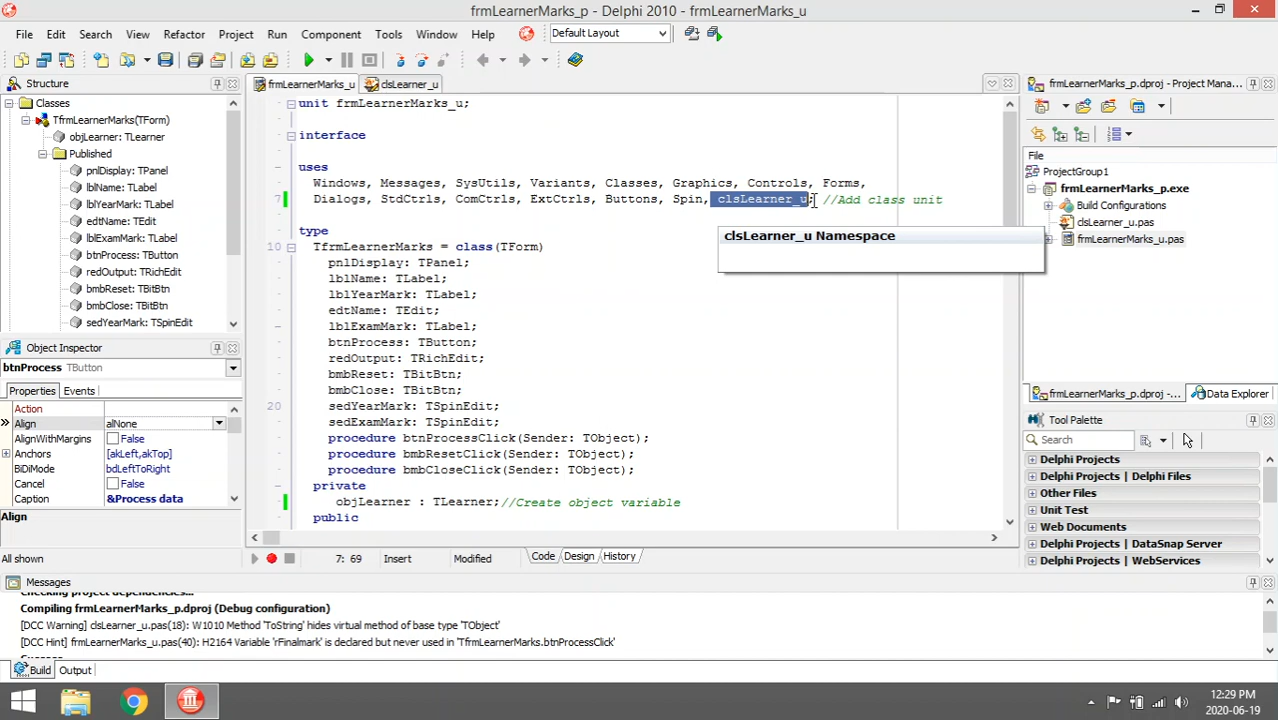 frmLearnerMarks_p - Delphi 2010 - frmLearnerMarks_u
File Edit Search View Refactor Project Run Component Tools Window Help Default Layout
Structure
Classes
TfrmLearnerMarks(TForm)
objLearner: TLearner
Published
pnlDisplay: TPanel
lblName: TLabel
lblYearMark: TLabel
edtName: TEdit
lblExamMark: TLabel
btnProcess: TButton
redOutput: TRichEdit
bmbReset: TBitBtn
bmbClose: TBitBtn
sedYearMark: TSpinEdit
Object Inspector
btnProcess TButton
Properties Events
Action
Align alNone
AlignWithMargins False
Anchors [akLeft,akTop]
BiDiMode bdLeftToRight
Cancel False
Caption &Process data
Align
All shown
frmLearnerMarks_u clsLearner_u
unit frmLearnerMarks_u;
interface
uses
Windows, Messages, SysUtils, Variants, Classes, Graphics, Controls, Forms,
7 Dialogs, StdCtrls, ComCtrls, ExtCtrls, Buttons, Spin, clsLearner_u; //Add class unit
clsLearner_u Namespace
type
10 TfrmLearnerMarks = class(TForm)
pnlDisplay: TPanel;
lblName: TLabel;
lblYearMark: TLabel;
edtName: TEdit;
lblExamMark: TLabel;
btnProcess: TButton;
redOutput: TRichEdit;
bmbReset: TBitBtn;
bmbClose: TBitBtn;
20 sedYearMark: TSpinEdit;
sedExamMark: TSpinEdit;
procedure btnProcessClick(Sender: TObject);
procedure bmbResetClick(Sender: TObject);
procedure bmbCloseClick(Sender: TObject);
private
objLearner : TLearner;//Create object variable
public
7: 69 Insert Modified Code Design History
frmLearnerMarks_p.dproj - Project Mana...
File
ProjectGroup1
frmLearnerMarks_p.exe
Build Configurations
clsLearner_u.pas
frmLearnerMarks_u.pas
frmLearnerMarks_p.dproj -... Data Explorer
Tool Palette
Search
Delphi Projects
Delphi Projects | Delphi Files
Other Files
Unit Test
Web Documents
Delphi Projects | DataSnap Server
Delphi Projects | WebServices
Messages
Checking project dependencies...
Compiling frmLearnerMarks_p.dproj (Debug configuration)
[DCC Warning] clsLearner_u.pas(18): W1010 Method 'ToString' hides virtual method of base type 'TObject'
[DCC Hint] frmLearnerMarks_u.pas(40): H2164 Variable 'rFinalmark' is declared but never used in 'TfrmLearnerMarks.btnProcessClick'
Build Output
12:29 PM
2020-06-19